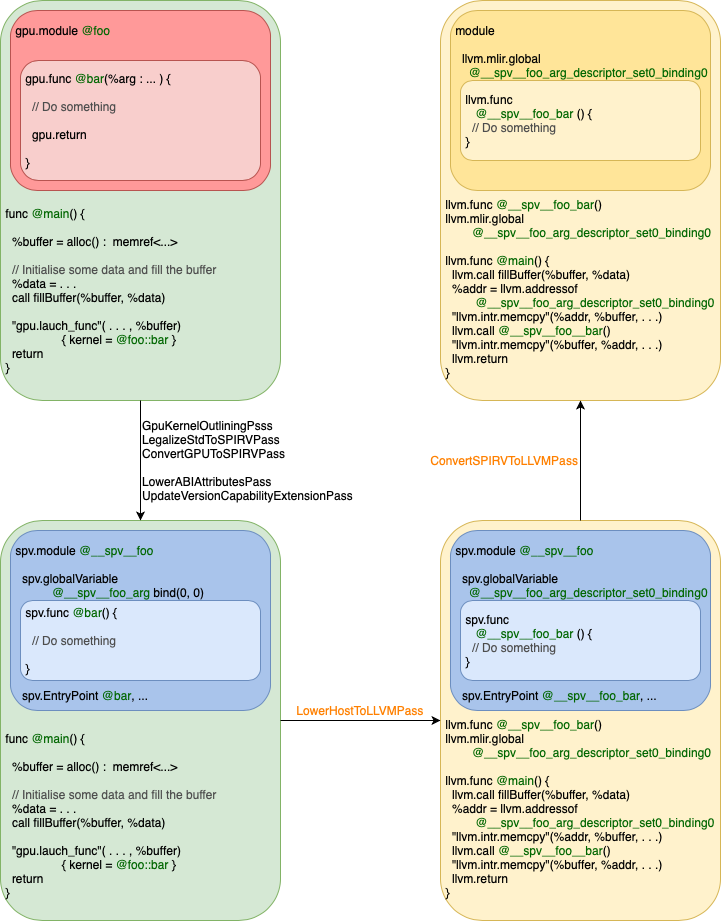 gpu.module @foo
gpu.func @bar(%arg : ... ) {
// Do something
gpu.return
}
func @main() {
%buffer = alloc() :  memref<...>
// Initialise some data and fill the buffer
%data = . . .
call fillBuffer(%buffer, %data)
"gpu.lauch_func"( . . . , %buffer)
{ kernel = @foo::bar }
return
}
module
llvm.mlir.global
@__spv__foo_arg_descriptor_set0_binding0
llvm.func
@__spv__foo_bar () {
// Do something
}
llvm.func @__spv__foo_bar()
llvm.mlir.global
@__spv__foo_arg_descriptor_set0_binding0
llvm.func @main() {
llvm.call fillBuffer(%buffer, %data)
%addr = llvm.addressof
@__spv__foo_arg_descriptor_set0_binding0
"llvm.intr.memcpy"(%addr, %buffer, . . .)
llvm.call @__spv__foo__bar()
"llvm.intr.memcpy"(%buffer, %addr, . . .)
llvm.return
}
GpuKernelOutliningPsss
LegalizeStdToSPIRVPass
ConvertGPUToSPIRVPass
LowerABIAttributesPass
UpdateVersionCapabilityExtensionPass
ConvertSPIRVToLLVMPass
spv.module @__spv__foo
spv.globalVariable
@__spv__foo_arg bind(0, 0)
spv.func @bar() {
// Do something
}
spv.EntryPoint @bar, ...
func @main() {
%buffer = alloc() :  memref<...>
// Initialise some data and fill the buffer
%data = . . .
call fillBuffer(%buffer, %data)
"gpu.lauch_func"( . . . , %buffer)
{ kernel = @foo::bar }
return
}
LowerHostToLLVMPass
spv.module @__spv__foo
spv.globalVariable
@__spv__foo_arg_descriptor_set0_binding0
spv.func
@__spv__foo_bar () {
// Do something
}
spv.EntryPoint @__spv__foo_bar, ...
llvm.func @__spv__foo_bar()
llvm.mlir.global
@__spv__foo_arg_descriptor_set0_binding0
llvm.func @main() {
llvm.call fillBuffer(%buffer, %data)
%addr = llvm.addressof
@__spv__foo_arg_descriptor_set0_binding0
"llvm.intr.memcpy"(%addr, %buffer, . . .)
llvm.call @__spv__foo__bar()
"llvm.intr.memcpy"(%buffer, %addr, . . .)
llvm.return
}